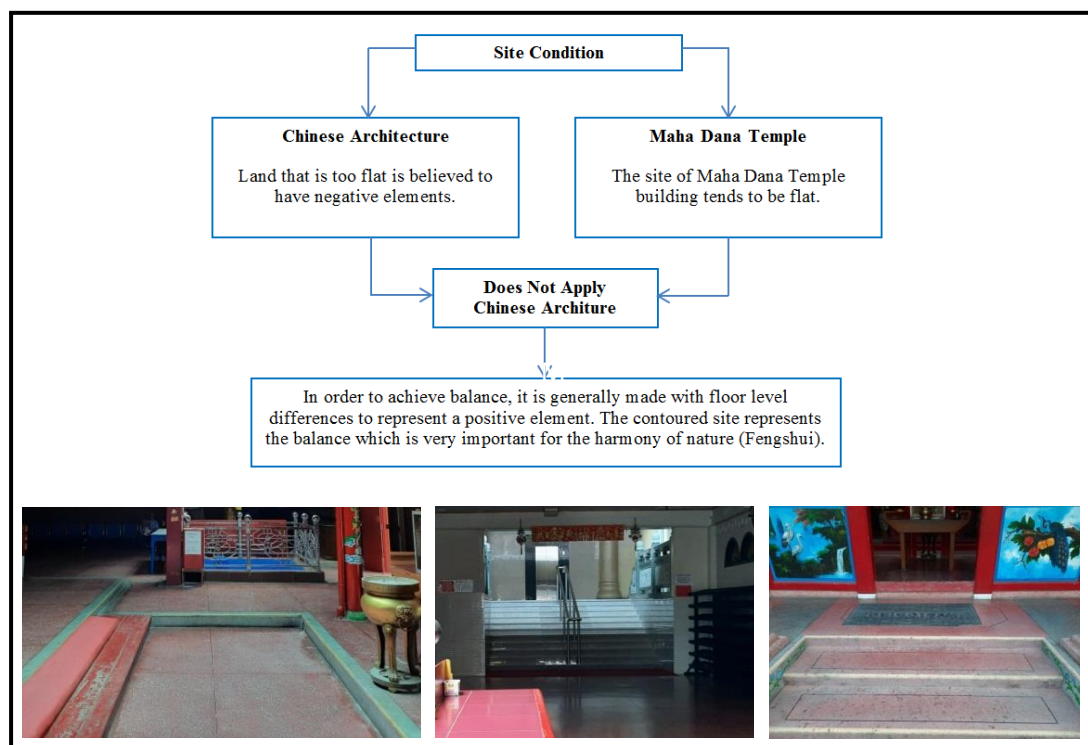 Site Condition
Chinese Architecture
Land that is too flat is believed to
have negative elements.
Maha Dana Temple
The site of Maha Dana Temple
building tends to be flat.
Does Not Apply
Chinese Architure
In order to achieve balance, it is generally made with floor level
differences to represent a positive element. The contoured site represents
the balance which is very important for the harmony of nature (Fengshui).